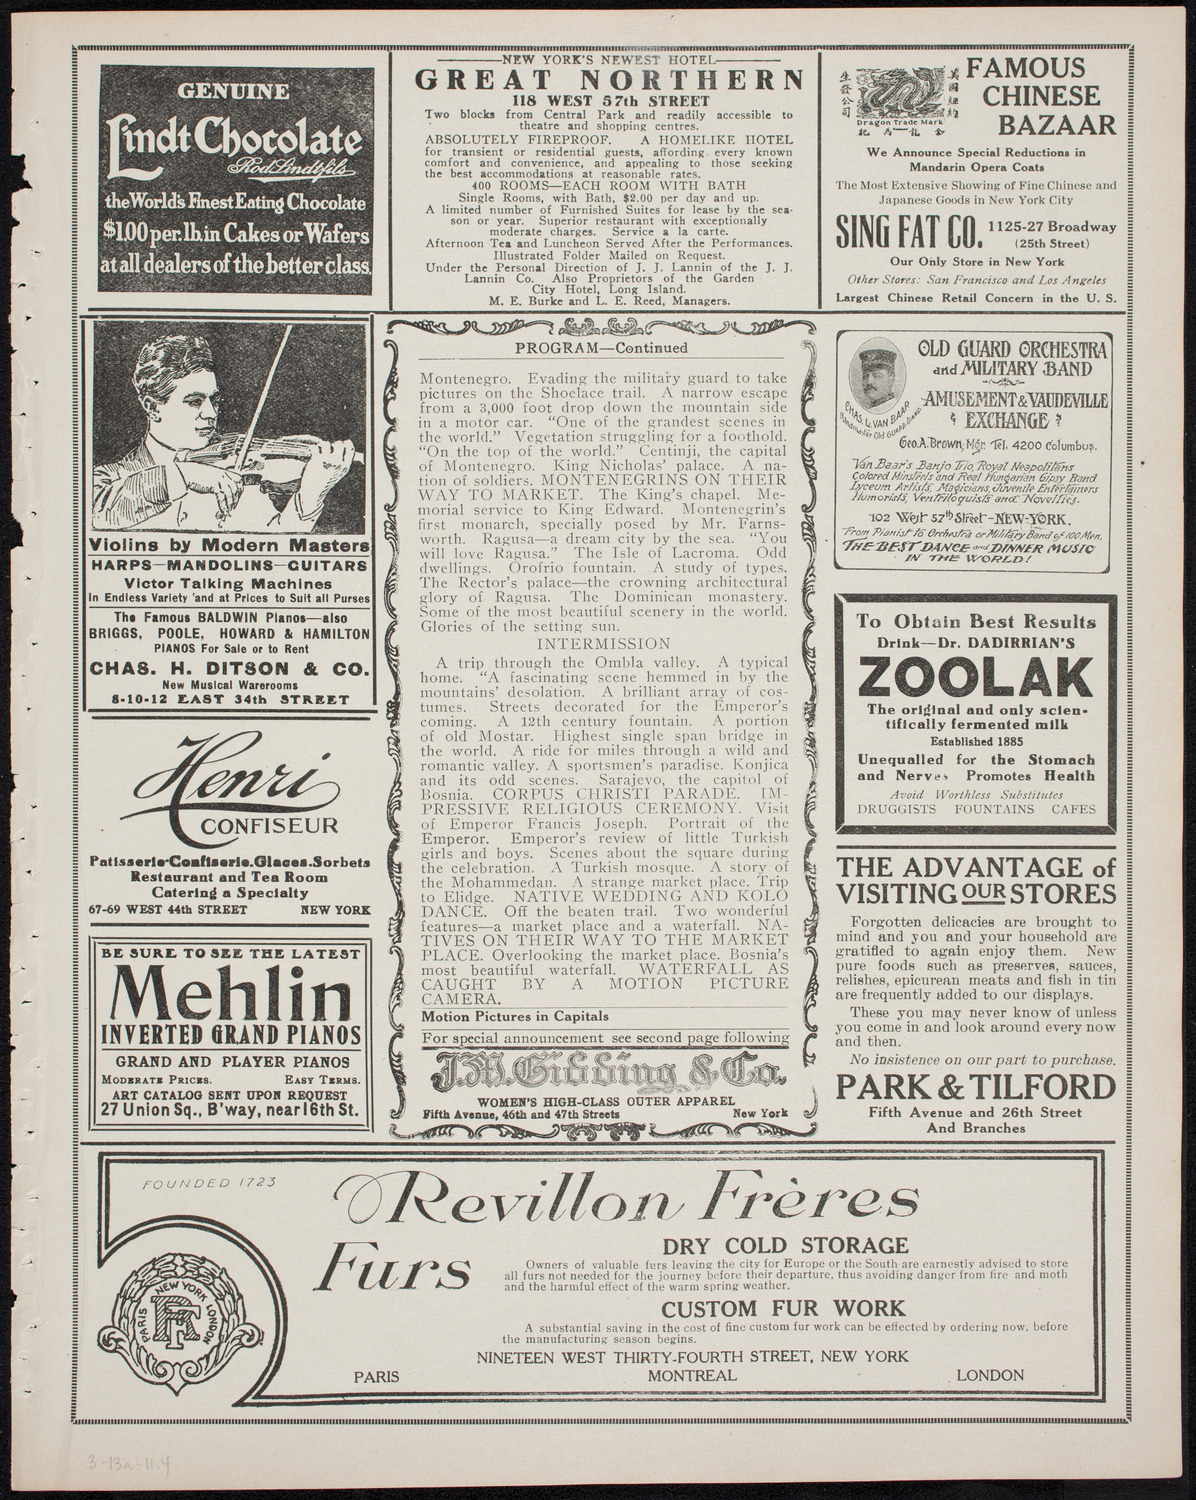 GENUINE
Lindt Chocolate
Rod. Lindt fils
the World's Finest Eating Chocolate
$1.00 per. lb. in Cakes or Wafers
at all dealers of the better class.
NEW YORK'S NEWEST HOTEL
GREAT NORTHERN
118 WEST 57th STREET
Two blocks from Central Park and readily accessible to
theatre and shopping centres.
ABSOLUTELY FIREPROOF. A HOMELIKE HOTEL
for transient or residential guests, affording every known
comfort and convenience, and appealing to those seeking
the best accommodations at reasonable rates.
400 ROOMS—EACH ROOM WITH BATH
Single Rooms, with Bath, $2.00 per day and up.
A limited number of Furnished Suites for lease by the sea-
son or year. Superior restaurant with exceptionally
moderate charges. Service a la carte.
Afternoon Tea and Luncheon Served After the Performances.
Illustrated Folder Mailed on Request.
Under the Personal Direction of J. J. Lannin of the J. J.
Lannin Co. Also Proprietors of the Garden
City Hotel, Long Island.
M. E. Burke and L. E. Reed, Managers.
生發公司
美國紐約
Dragon Trade Mark
FAMOUS
CHINESE
BAZAAR
We Announce Special Reductions in
Mandarin Opera Coats
The Most Extensive Showing of Fine Chinese and
Japanese Goods in New York City
SING FAT CO. 1125-27 Broadway
(25th Street)
Our Only Store in New York
Other Stores: San Francisco and Los Angeles
Largest Chinese Retail Concern in the U. S.
Violins by Modern Masters
HARPS—MANDOLINS—GUITARS
Victor Talking Machines
In Endless Variety and at Prices to Suit all Purses
The Famous BALDWIN Pianos—also
BRIGGS, POOLE, HOWARD & HAMILTON
PIANOS For Sale or to Rent
CHAS. H. DITSON & CO.
New Musical Warerooms
8-10-12 EAST 34th STREET
Henri
CONFISEUR
Patisserie-Confiserie.Glaces.Sorbets
Restaurant and Tea Room
Catering a Specialty
67-69 WEST 44th STREET NEW YORK
BE SURE TO SEE THE LATEST
Mehlin
INVERTED GRAND PIANOS
GRAND AND PLAYER PIANOS
MODERATE PRICES. EASY TERMS.
ART CATALOG SENT UPON REQUEST
27 Union Sq., B'way, near 16th St.
PROGRAM—Continued
Montenegro. Evading the military guard to take
pictures on the Shoelace trail. A narrow escape
from a 3,000 foot drop down the mountain side
in a motor car. "One of the grandest scenes in
the world." Vegetation struggling for a foothold.
"On the top of the world." Centinji, the capital
of Montenegro. King Nicholas' palace. A na-
tion of soldiers. MONTENEGRINS ON THEIR
WAY TO MARKET. The King's chapel. Me-
morial service to King Edward. Montenegrin's
first monarch, specially posed by Mr. Farns-
worth. Ragusa—a dream city by the sea. "You
will love Ragusa." The Isle of Lacroma. Odd
dwellings. Orofrio fountain. A study of types.
The Rector's palace—the crowning architectural
glory of Ragusa. The Dominican monastery.
Some of the most beautiful scenery in the world.
Glories of the setting sun.
INTERMISSION
A trip through the Ombla valley. A typical
home. "A fascinating scene hemmed in by the
mountains' desolation. A brilliant array of cos-
tumes. Streets decorated for the Emperor's
coming. A 12th century fountain. A portion
of old Mostar. Highest single span bridge in
the world. A ride for miles through a wild and
romantic valley. A sportsmen's paradise. Konjica
and its odd scenes. Sarajevo, the capitol of
Bosnia. CORPUS CHRISTI PARADE. IM-
PRESSIVE RELIGIOUS CEREMONY. Visit
of Emperor Francis Joseph. Portrait of the
Emperor. Emperor's review of little Turkish
girls and boys. Scenes about the square during
the celebration. A Turkish mosque. A story of
the Mohammedan. A strange market place. Trip
to Elidge. NATIVE WEDDING AND KOLO
DANCE. Off the beaten trail. Two wonderful
features—a market place and a waterfall. NA-
TIVES ON THEIR WAY TO THE MARKET
PLACE. Overlooking the market place. Bosnia's
most beautiful waterfall. WATERFALL AS
CAUGHT BY A MOTION PICTURE
CAMERA.
Motion Pictures in Capitals
For special announcement see second page following
J.M. Gidding & Co.
WOMEN'S HIGH-CLASS OUTER APPAREL
Fifth Avenue, 46th and 47th Streets New York
CHAS. L. VAN BAAR
Bandmaster Old Guard Band
OLD GUARD ORCHESTRA
and MILITARY BAND
AMUSEMENT & VAUDEVILLE
EXCHANGE
Geo. A. Brown, Mgr. Tel. 4200 Columbus.
Van Baar's Banjo Trio, Royal Neapolitans
Colored Minstrels and Real Hungarian Gipsy Band
Lyceum Artists, Magicians, Juvenile Entertainers
Humorists, Ventriloquists and Novelties.
102 West 57th Street-NEW-YORK.
From Pianist to Orchestra or Military Band of 100 Men.
THE BEST DANCE and DINNER MUSIC
IN THE WORLD!
To Obtain Best Results
Drink—Dr. DADIRRIAN'S
ZOOLAK
The original and only scien-
tifically fermented milk
Established 1885
Unequalled for the Stomach
and Nerves Promotes Health
Avoid Worthless Substitutes
DRUGGISTS FOUNTAINS CAFES
THE ADVANTAGE of
VISITING OUR STORES
Forgotten delicacies are brought to
mind and you and your household are
gratified to again enjoy them. New
pure foods such as preserves, sauces,
relishes, epicurean meats and fish in tin
are frequently added to our displays.
These you may never know of unless
you come in and look around every now
and then.
No insistence on our part to purchase.
PARK & TILFORD
Fifth Avenue and 26th Street
And Branches
FOUNDED 1723
PARIS NEW YORK LONDON
Revillon Frères
Furs
DRY COLD STORAGE
Owners of valuable furs leaving the city for Europe or the South are earnestly advised to store
all furs not needed for the journey before their departure, thus avoiding danger from fire and moth
and the harmful effect of the warm spring weather.
CUSTOM FUR WORK
A substantial saving in the cost of fine custom fur work can be effected by ordering now, before
the manufacturing season begins.
NINETEEN WEST THIRTY-FOURTH STREET, NEW YORK
PARIS MONTREAL LONDON
3-13a-11.4